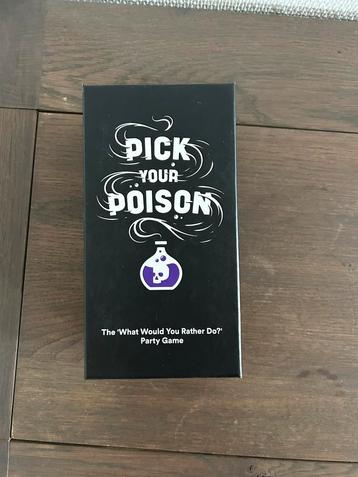 PICK
YOUR
POISON
The 'What Would You Rather Do?'
Party Game